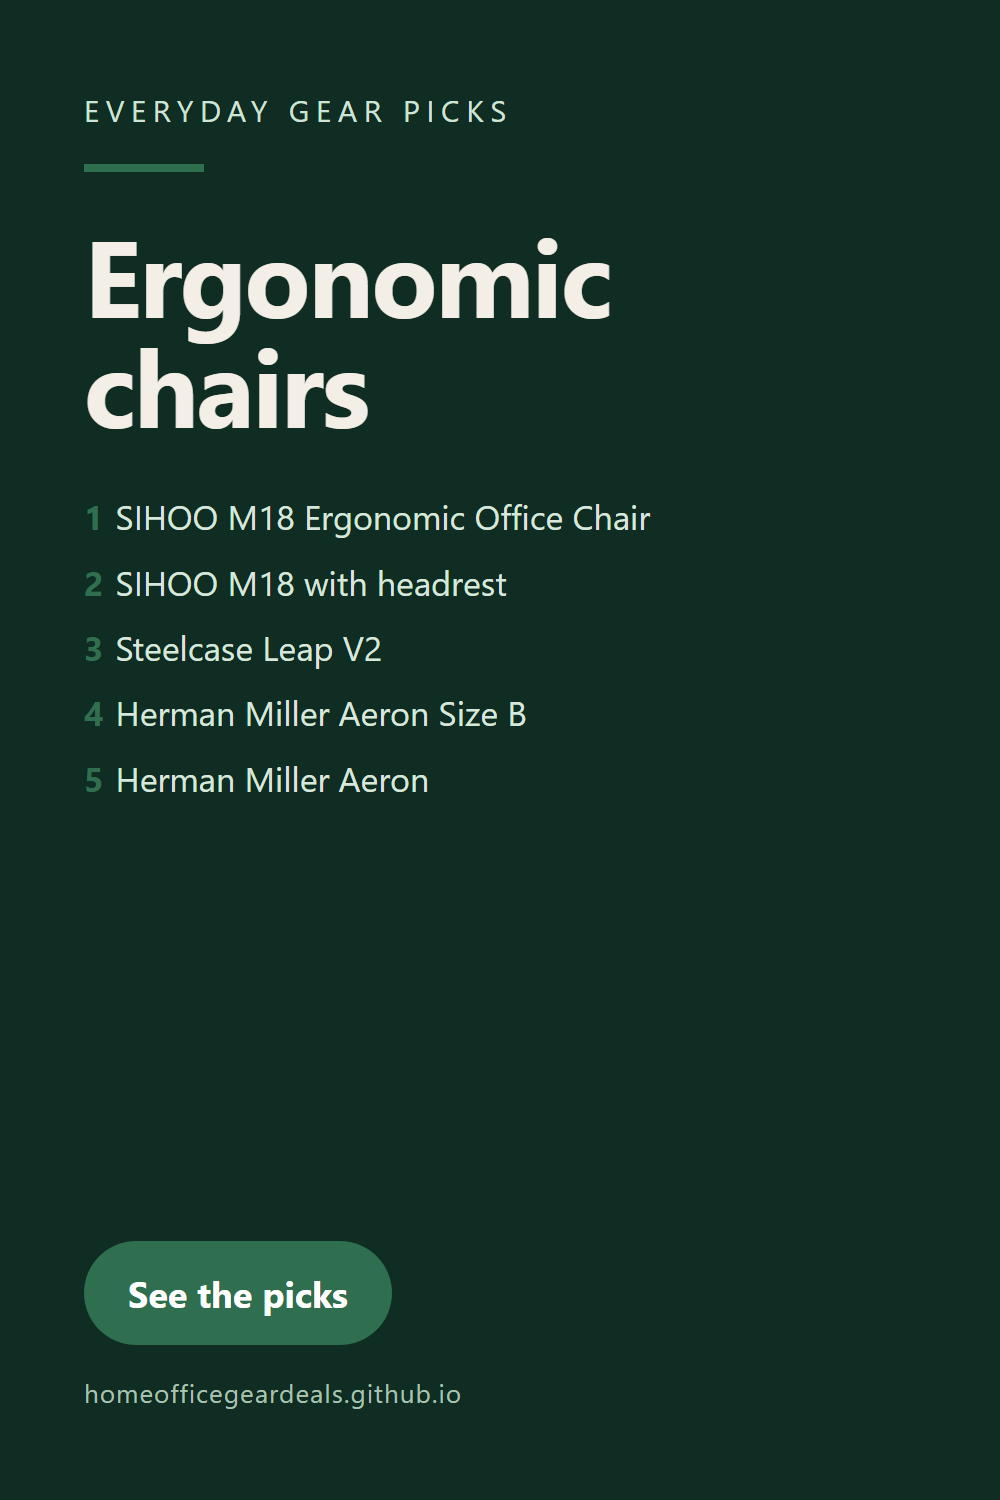 EVERYDAY GEAR PICKS
Ergonomic
chairs
1 SIHOO M18 Ergonomic Office Chair
2 SIHOO M18 with headrest
3 Steelcase Leap V2
4 Herman Miller Aeron Size B
5 Herman Miller Aeron
See the picks
homeofficegeardeals.github.io